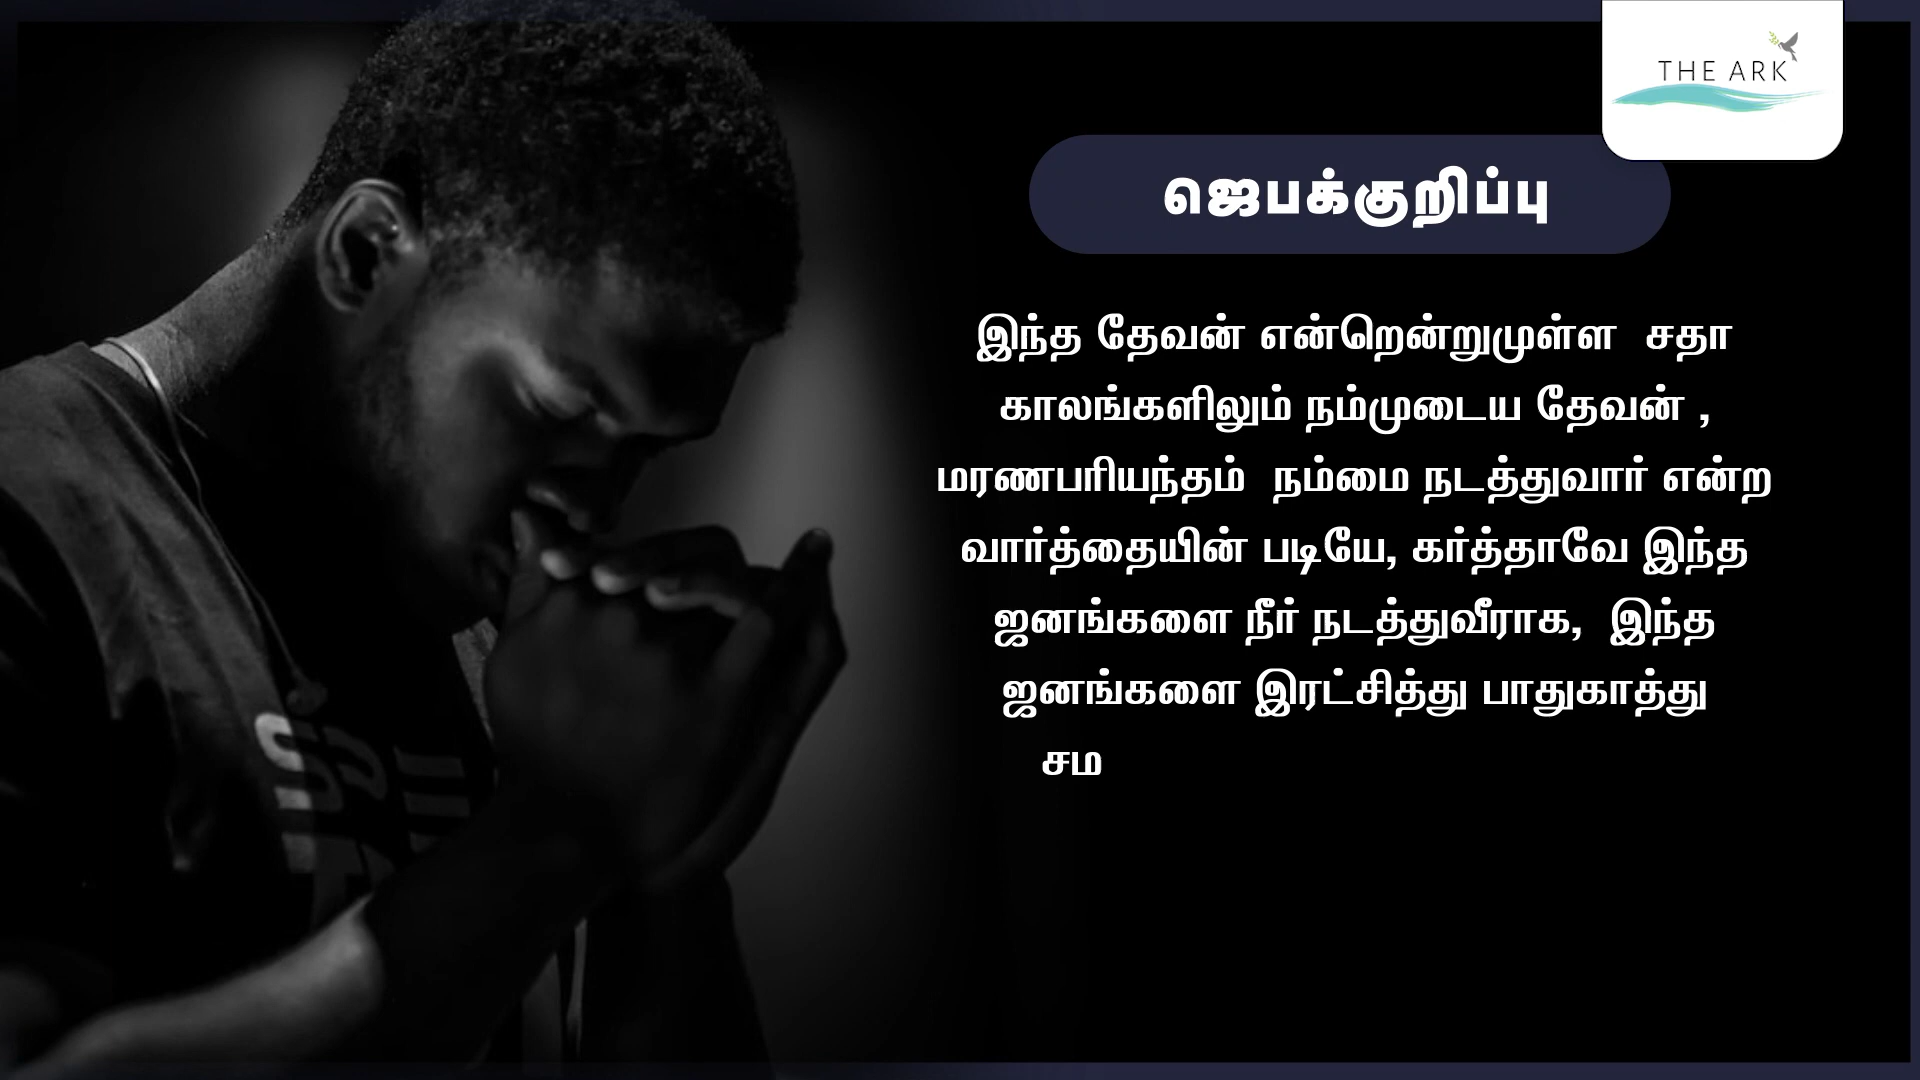 THE ARK
ஜெபக்குறிப்பு
இந்த தேவன் என்றென்றுமுள்ள சதா
காலங்களிலும் நம்முடைய தேவன் ,
மரணபரியந்தம் நம்மை நடத்துவார் என்ற
வார்த்தையின் படியே, கர்த்தாவே இந்த
ஜனங்களை நீர் நடத்துவீராக, இந்த
ஜனங்களை இரட்சித்து பாதுகாத்து
சம